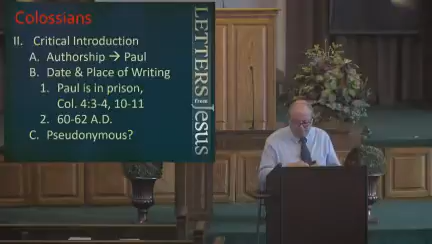 Colossians
II. Critical Introduction
A. Authorship → Paul
B. Date & Place of Writing
1. Paul is in prison,
Col. 4:3-4, 10-11
2. 60-62 A.D.
C. Pseudonymous?
LETTERS from Jesus